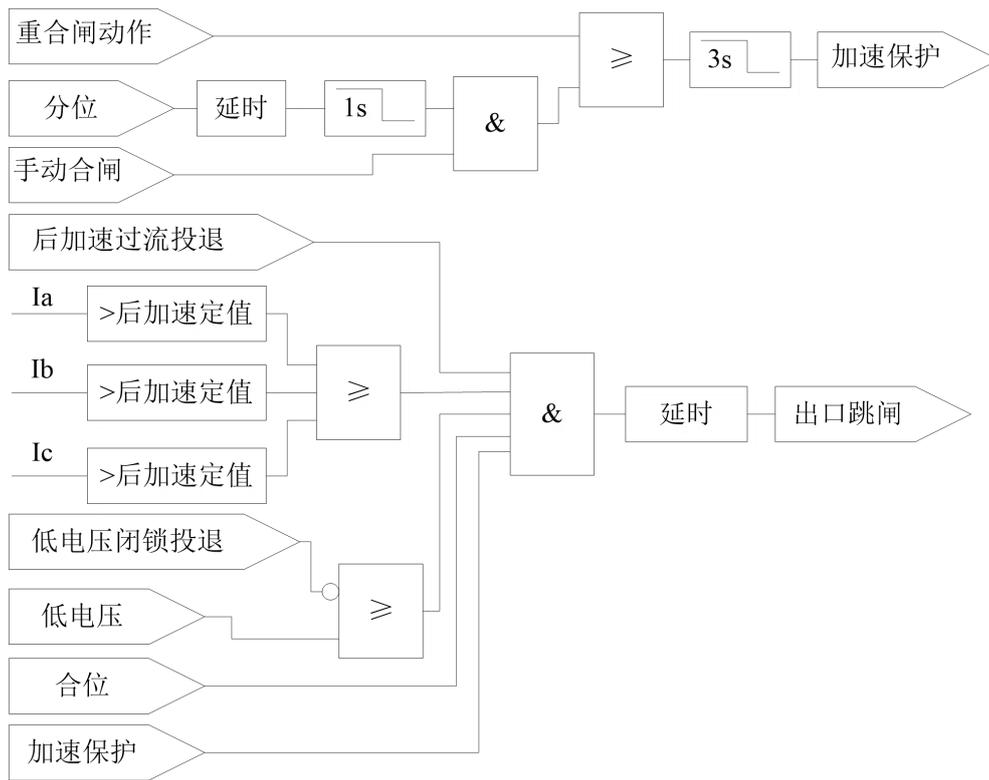 重合闸动作
≥
3s
加速保护
分位
延时
1s
&
手动合闸
后加速过流投退
Ia
>后加速定值
Ib
>后加速定值
≥
&
延时
出口跳闸
Ic
>后加速定值
低电压闭锁投退
≥
低电压
合位
加速保护